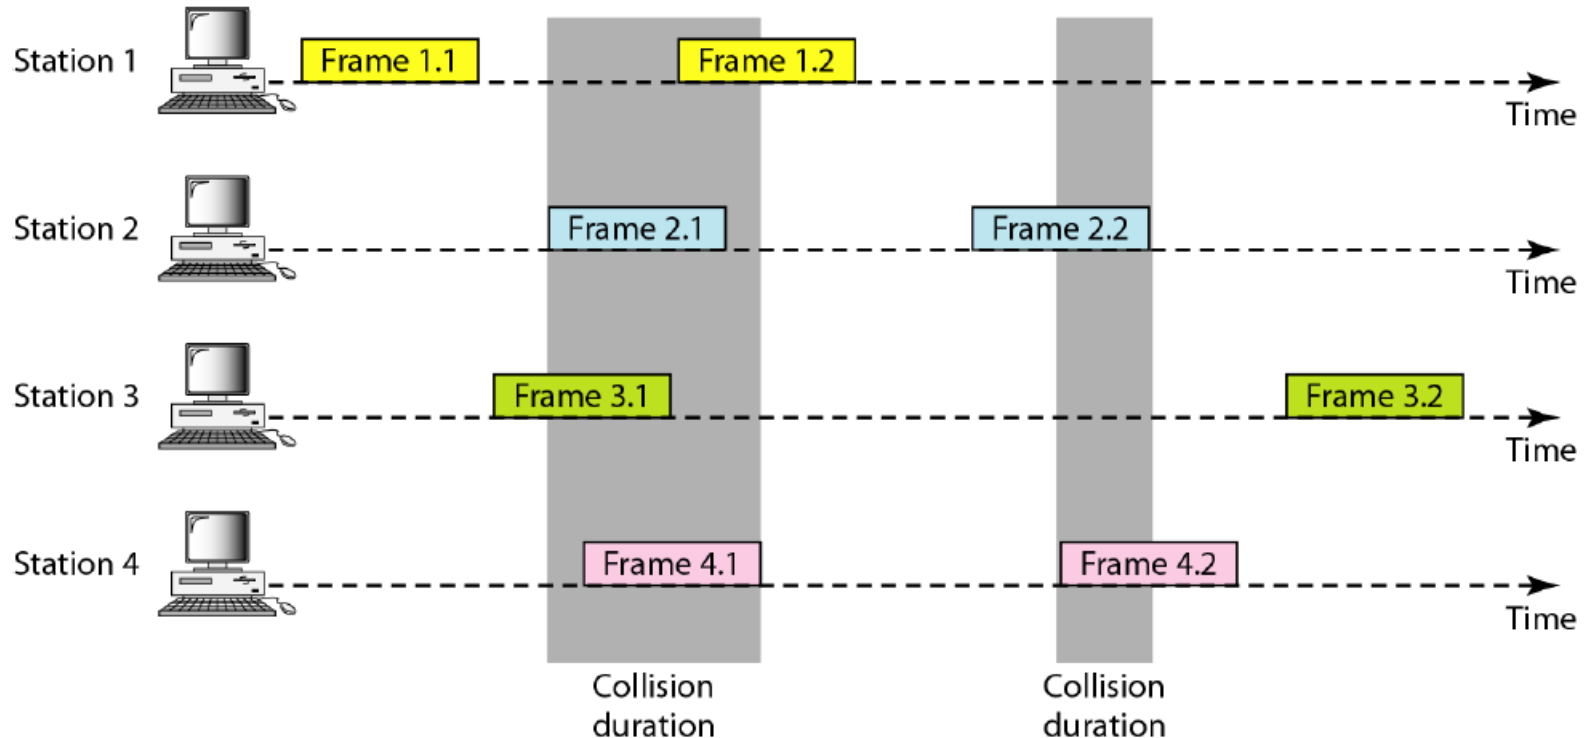 Station 1
Frame 1.1
Frame 1.2
Time
Station 2
Frame 2.1
Frame 2.2
Time
Station 3
Frame 3.1
Frame 3.2
Time
Station 4
Frame 4.1
Frame 4.2
Time
Collision
duration
Collision
duration